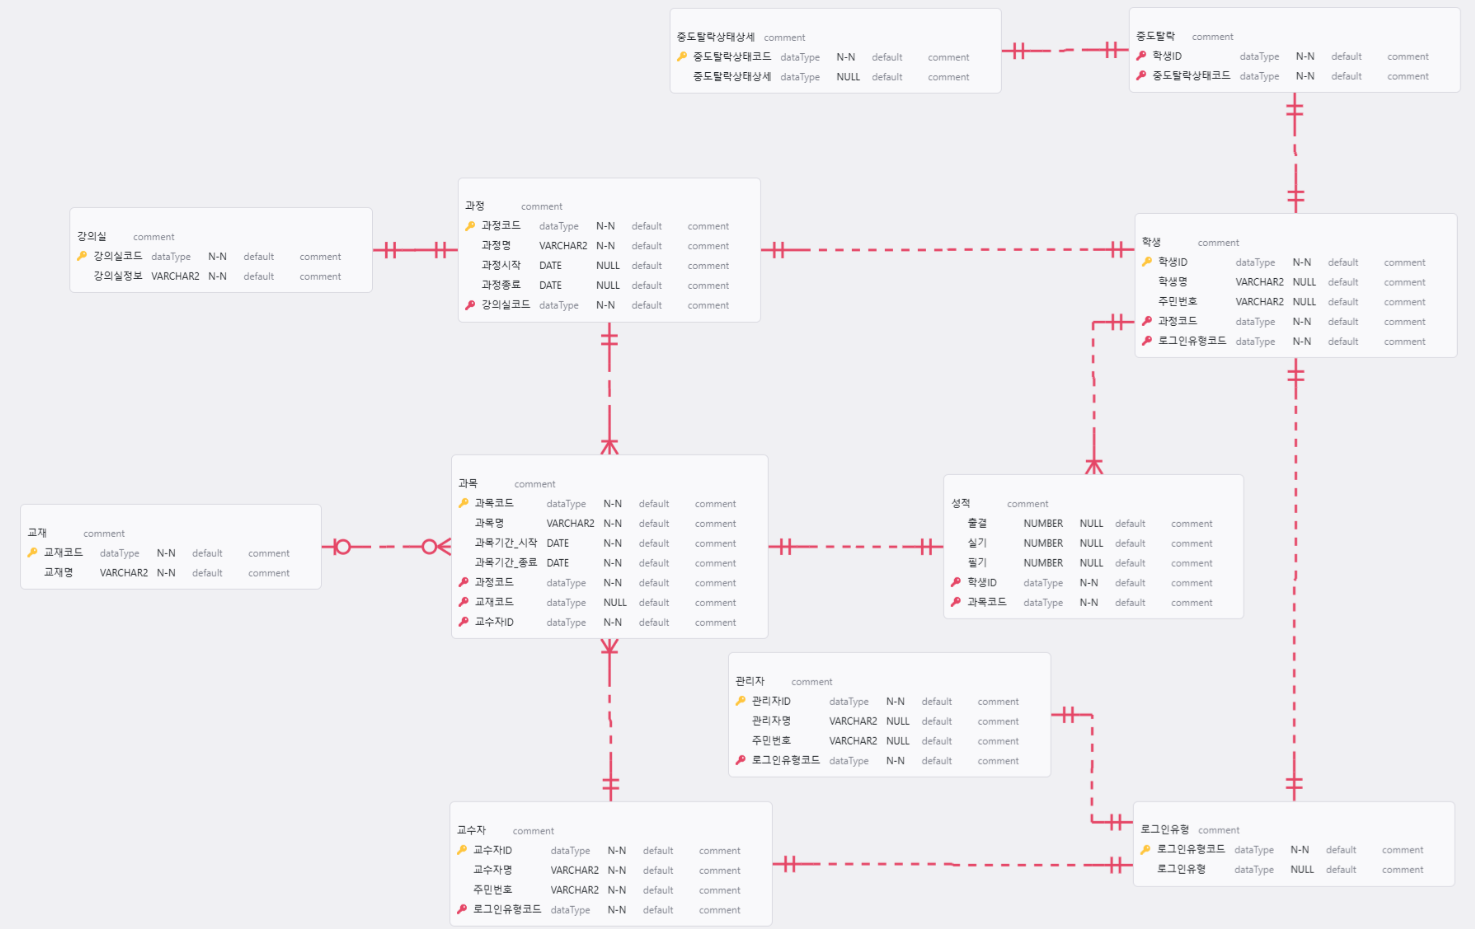 중도탈락상태상세 comment
중도탈락상태코드 dataType N-N default comment
중도탈락상태상세 dataType NULL default comment
중도탈락 comment
학생ID dataType N-N default comment
중도탈락상태코드 dataType N-N default comment
강의실 comment
강의실코드 dataType N-N default comment
강의실정보 VARCHAR2 N-N default comment
과정 comment
과정코드 dataType N-N default comment
과정명 VARCHAR2 N-N default comment
과정시작 DATE NULL default comment
과정종료 DATE NULL default comment
강의실코드 dataType N-N default comment
학생 comment
학생ID dataType N-N default comment
학생명 VARCHAR2 NULL default comment
주민번호 VARCHAR2 NULL default comment
과정코드 dataType N-N default comment
로그인유형코드 dataType N-N default comment
교재 comment
교재코드 dataType N-N default comment
교재명 VARCHAR2 N-N default comment
과목 comment
과목코드 dataType N-N default comment
과목명 VARCHAR2 N-N default comment
과목기간_시작 DATE N-N default comment
과목기간_종료 DATE N-N default comment
과정코드 dataType N-N default comment
교재코드 dataType NULL default comment
교수자ID dataType N-N default comment
성적 comment
출결 NUMBER NULL default comment
실기 NUMBER NULL default comment
필기 NUMBER NULL default comment
학생ID dataType N-N default comment
과목코드 dataType N-N default comment
관리자 comment
관리자ID dataType N-N default comment
관리자명 VARCHAR2 NULL default comment
주민번호 VARCHAR2 NULL default comment
로그인유형코드 dataType N-N default comment
교수자 comment
교수자ID dataType N-N default comment
교수자명 VARCHAR2 N-N default comment
주민번호 VARCHAR2 N-N default comment
로그인유형코드 dataType N-N default comment
로그인유형 comment
로그인유형코드 dataType N-N default comment
로그인유형 dataType NULL default comment